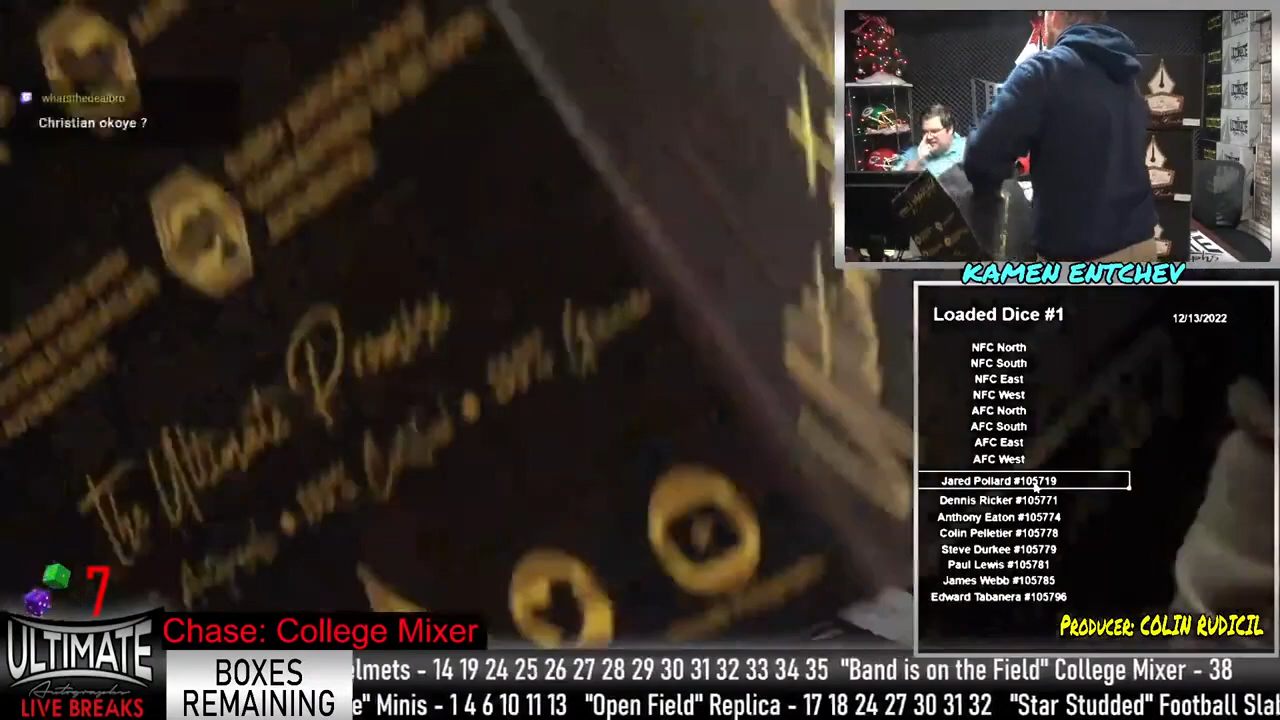 whatsthedealbro
Christian okoye ?
The Ultimate
KAMEN ENTCHEV
Loaded Dice #1
12/13/2022
NFC North
NFC South
NFC East
NFC West
AFC North
AFC South
AFC East
AFC West
Jared Pollard #105719
Dennis Ricker #105771
Anthony Eaton #105774
Colin Pelletier #105778
Steve Durkee #105779
Paul Lewis #105781
James Webb #105785
Edward Tabanera #105796
PRODUCER: COLIN RUDICIL
7
ULTIMATE
Autographs
LIVE BREAKS
Chase: College Mixer
BOXES
REMAINING
elmets - 14 19 24 25 26 27 28 29 30 31 32 33 34 35 "Band is on the Field" College Mixer - 38
e" Minis - 1 4 6 10 11 13 "Open Field" Replica - 17 18 24 27 30 31 32 "Star Studded" Football Sla